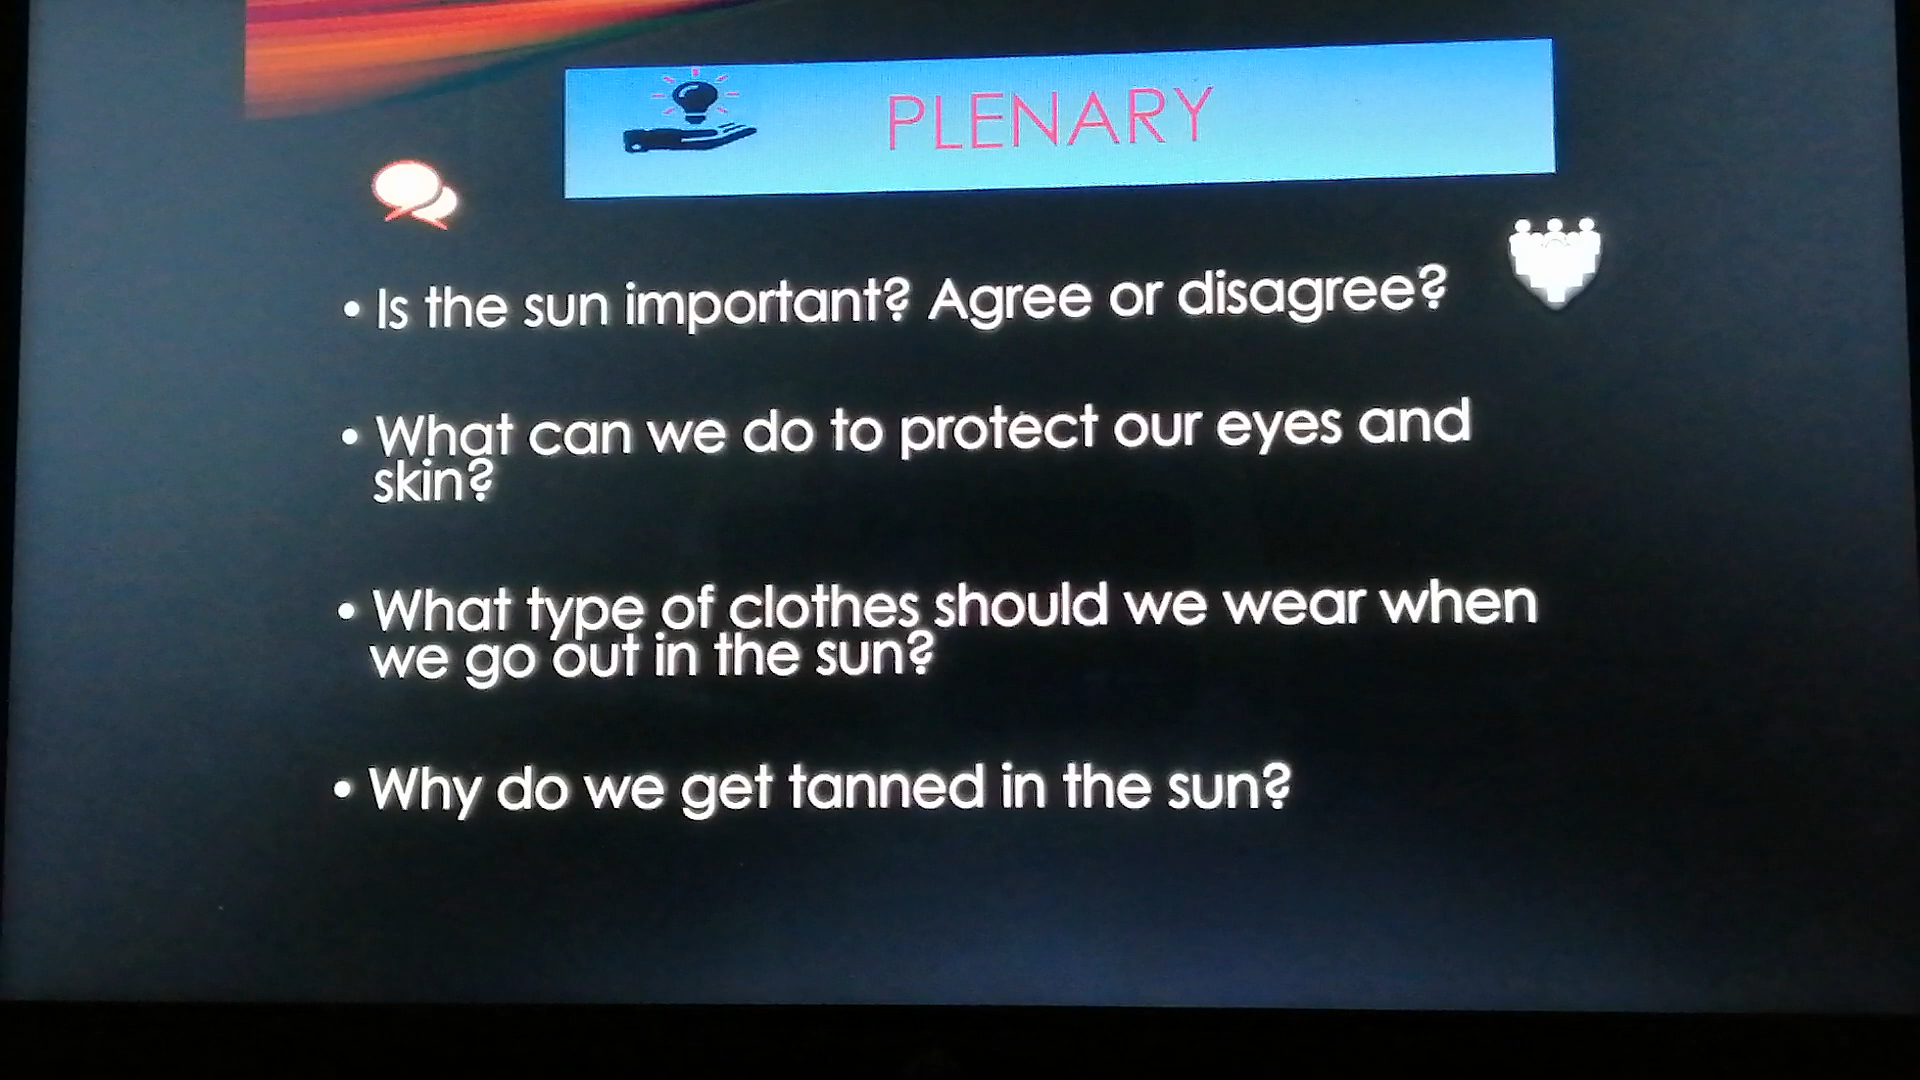 PLENARY
• Is the sun important? Agree or disagree?
• What can we do to protect our eyes and
skin?
• What type of clothes should we wear when
we go out in the sun?
• Why do we get tanned in the sun?